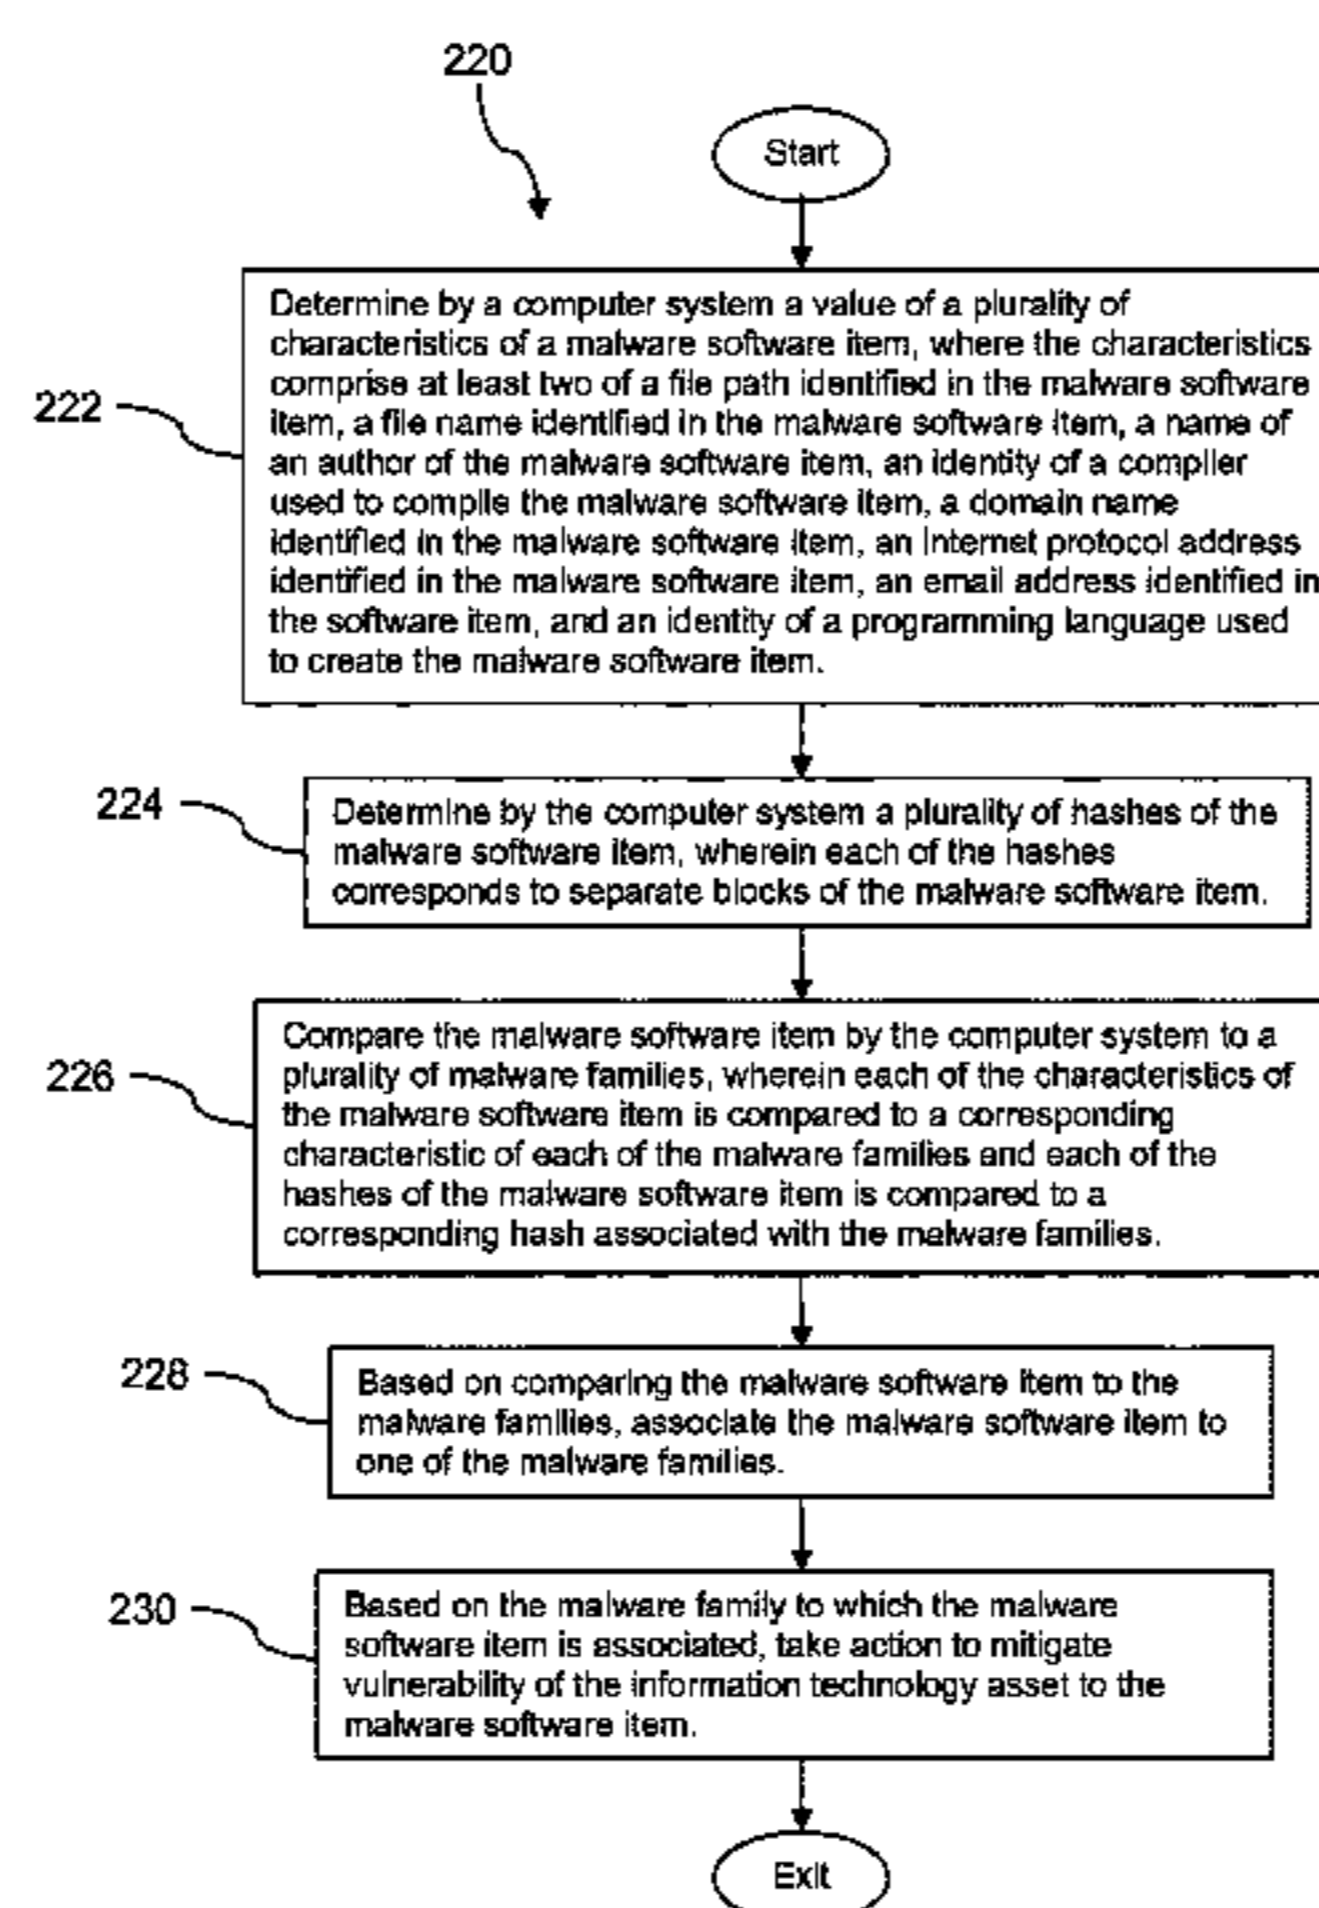 220
Start
222
Determine by a computer system a value of a plurality of
characteristics of a malware software item, where the characteristics
comprise at least two of a file path identified in the malware software
item, a file name identified in the malware software item, a name of
an author of the malware software item, an identity of a compiler
used to compile the malware software item, a domain name
identified in the malware software item, an Internet protocol address
identified in the malware software item, an email address identified in
the software item, and an identity of a programming language used
to create the malware software item.
224
Determine by the computer system a plurality of hashes of the
malware software item, wherein each of the hashes
corresponds to separate blocks of the malware software item.
226
Compare the malware software item by the computer system to a
plurality of malware families, wherein each of the characteristics of
the malware software item is compared to a corresponding
characteristic of each of the malware families and each of the
hashes of the malware software item is compared to a
corresponding hash associated with the malware families.
228
Based on comparing the malware software item to the
malware families, associate the malware software item to
one of the malware families.
230
Based on the malware family to which the malware
software item is associated, take action to mitigate
vulnerability of the information technology asset to the
malware software item.
Exit